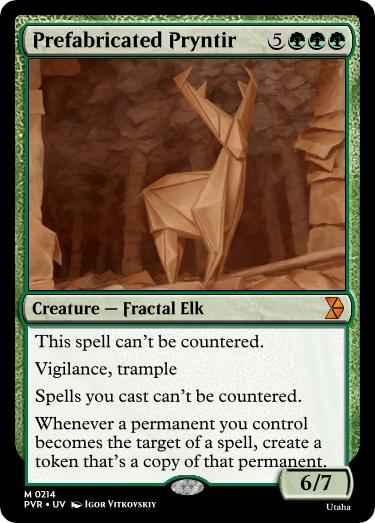 Prefabricated Pryntir 5
Creature — Fractal Elk
This spell can't be countered.
Vigilance, trample
Spells you cast can't be countered.
Whenever a permanent you control
becomes the target of a spell, create a
token that's a copy of that permanent.
6/7
M 0214
PVR • UV Igor Vitkovskiy
Utaha